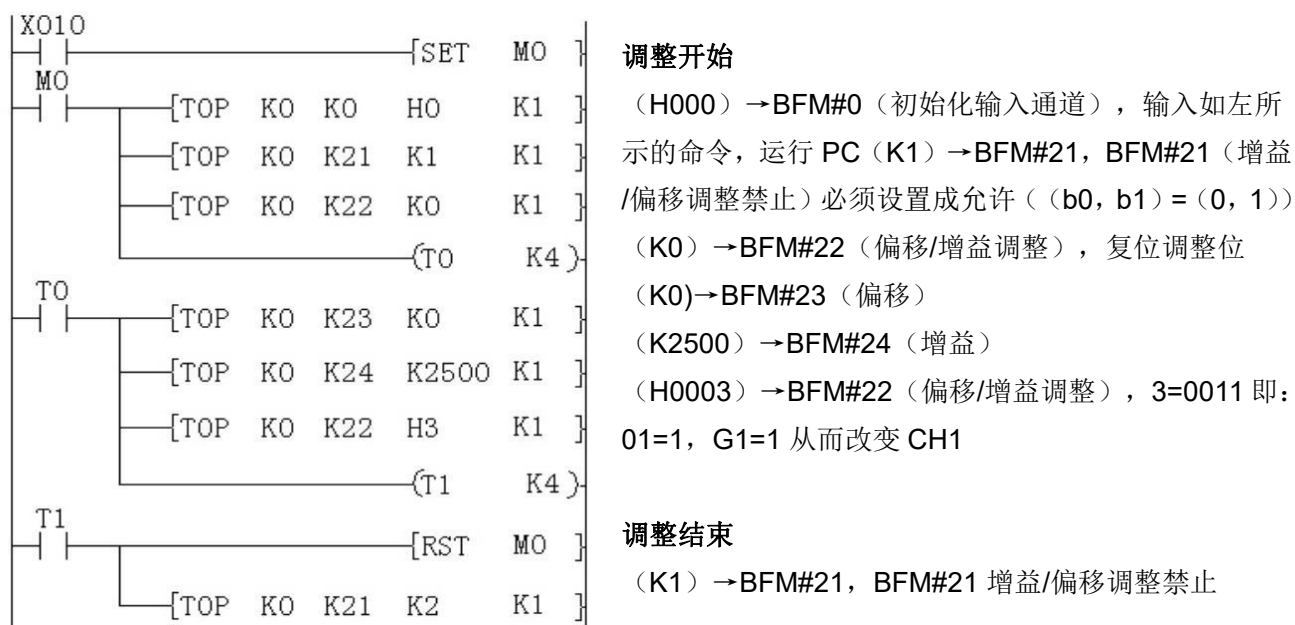 X010
[SET M0 ]
M0
[TOP K0 K0 H0 K1 ]
[TOP K0 K21 K1 K1 ]
[TOP K0 K22 K0 K1 ]
(T0 K4 )
T0
[TOP K0 K23 K0 K1 ]
[TOP K0 K24 K2500 K1 ]
[TOP K0 K22 H3 K1 ]
(T1 K4 )
T1
[RST M0 ]
[TOP K0 K21 K2 K1 ]
调整开始
（H000）→BFM#0（初始化输入通道），输入如左所
示的命令，运行 PC（K1）→BFM#21，BFM#21（增益
/偏移调整禁止）必须设置成允许（（b0，b1）=（0，1））
（K0）→BFM#22（偏移/增益调整），复位调整位
（K0)→BFM#23（偏移）
（K2500）→BFM#24（增益）
（H0003）→BFM#22（偏移/增益调整），3=0011 即：
01=1，G1=1 从而改变 CH1
调整结束
（K1）→BFM#21，BFM#21 增益/偏移调整禁止